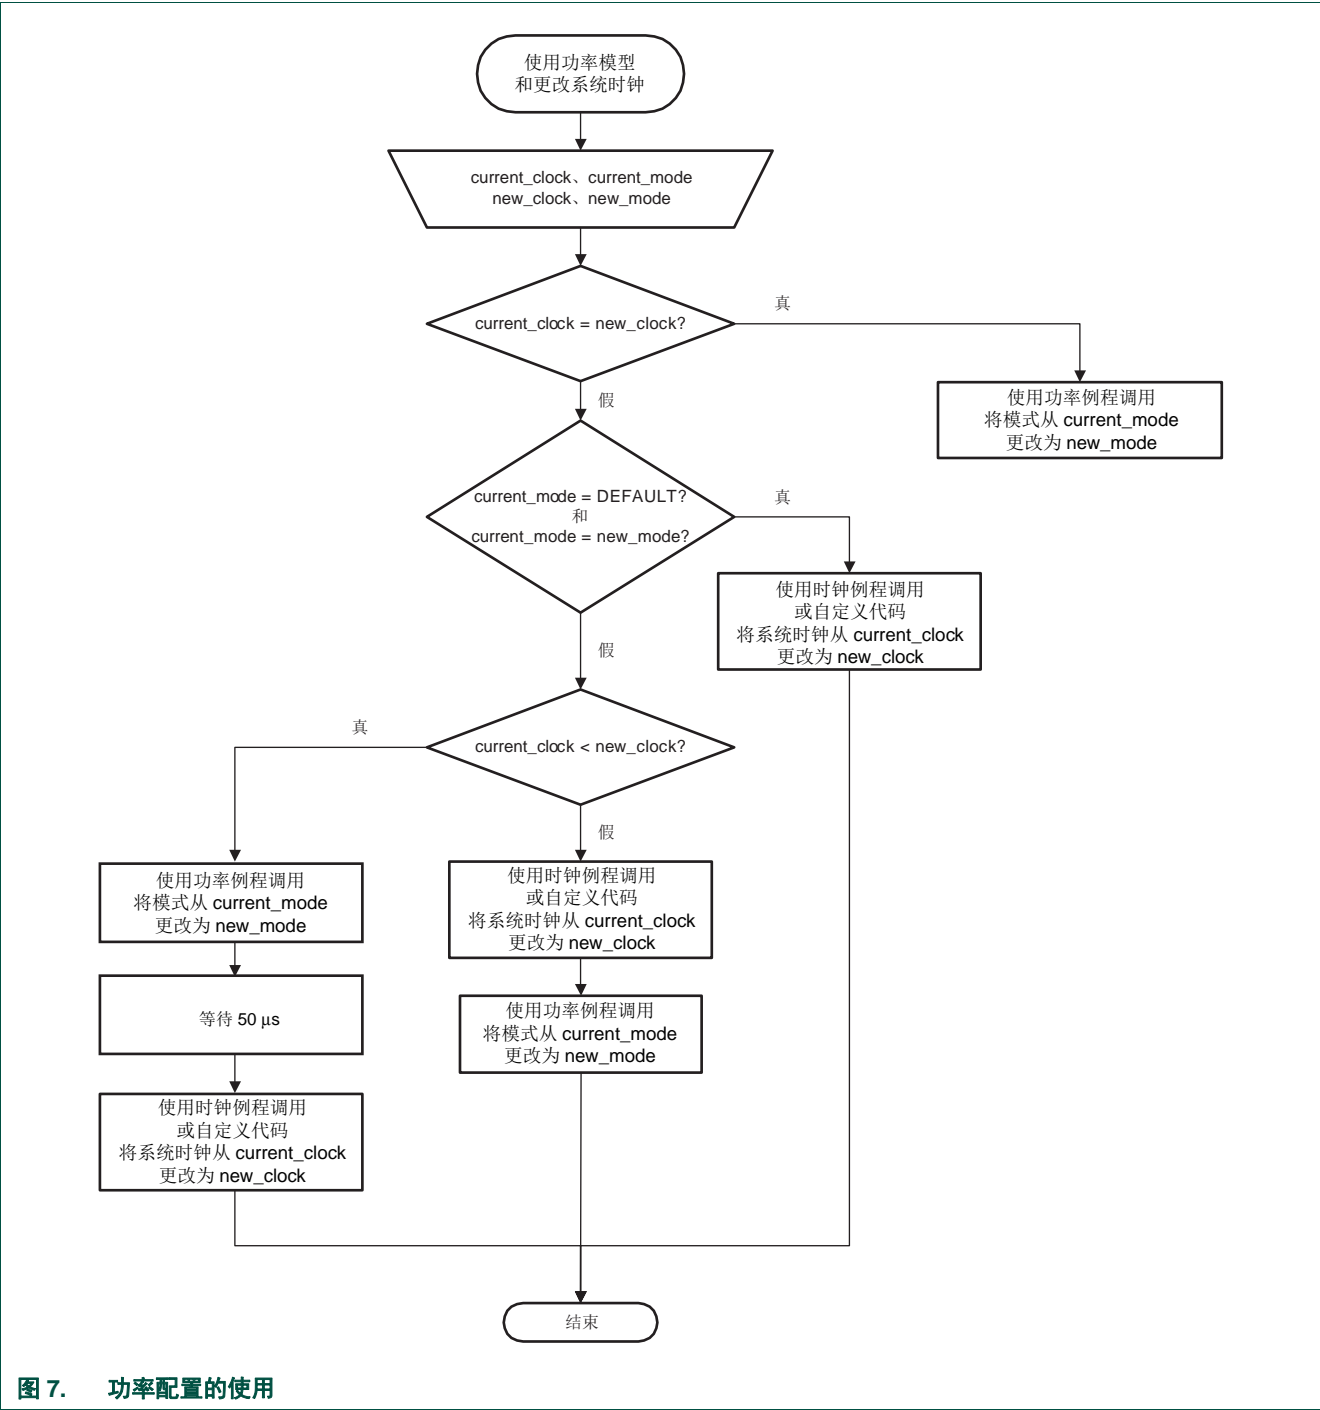 使用功率模型
和更改系统时钟
current_clock、current_mode
new_clock、new_mode
current_clock = new_clock?
真
使用功率例程调用
将模式从 current_mode
更改为 new_mode
假
current_mode = DEFAULT?
和
current_mode = new_mode?
真
使用时钟例程调用
或自定义代码
将系统时钟从 current_clock
更改为 new_clock
假
current_clock < new_clock?
真
假
使用功率例程调用
将模式从 current_mode
更改为 new_mode
等待 50 μs
使用时钟例程调用
或自定义代码
将系统时钟从 current_clock
更改为 new_clock
使用时钟例程调用
或自定义代码
将系统时钟从 current_clock
更改为 new_clock
使用功率例程调用
将模式从 current_mode
更改为 new_mode
结束
图 7. 功率配置的使用